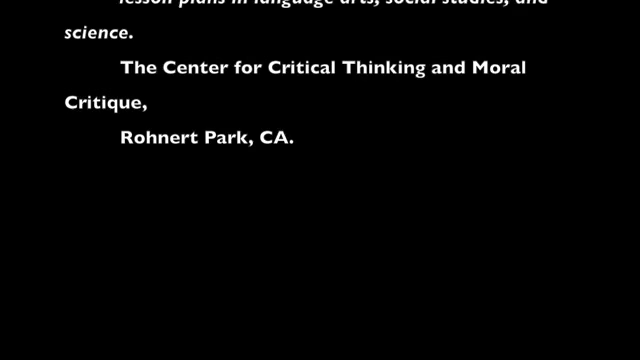 lesson plans in language arts, social studies, and
science.
The Center for Critical Thinking and Moral
Critique,
Rohnert Park, CA.